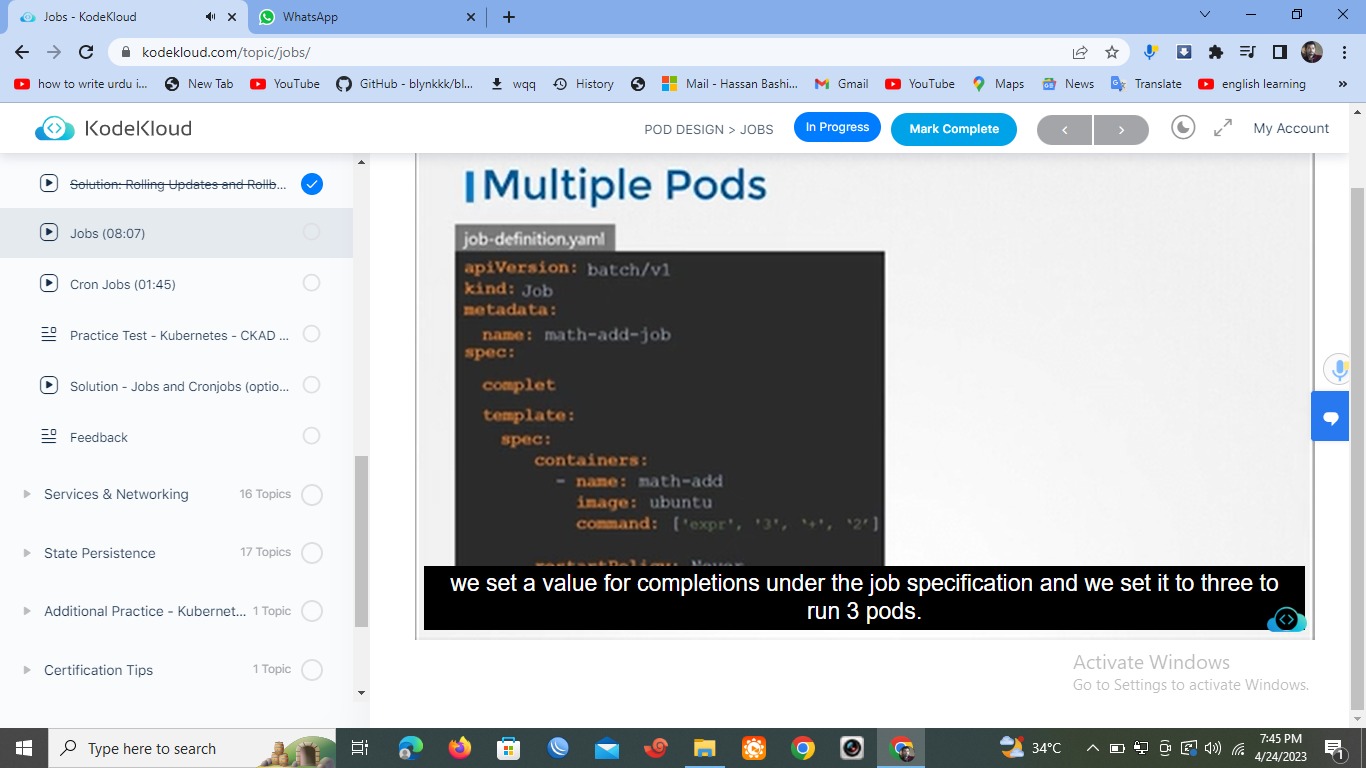 Jobs - KodeKloud
WhatsApp
kodekloud.com/topic/jobs/
how to write urdu i...
New Tab
YouTube
GitHub - blynkkk/bl...
wqq
History
Mail - Hassan Bashi...
Gmail
YouTube
Maps
News
Translate
english learning
»
KodeKloud
POD DESIGN > JOBS
In Progress
Mark Complete
My Account
Solution: Rolling Updates and Rollb...
Jobs (08:07)
Cron Jobs (01:45)
Practice Test - Kubernetes - CKAD ...
Solution - Jobs and Cronjobs (optio...
Feedback
Services & Networking 16 Topics
State Persistence 17 Topics
Additional Practice - Kubernet... 1 Topic
Certification Tips 1 Topic
Multiple Pods
job-definition.yaml
apiVersion: batch/v1
kind: Job
metadata:
name: math-add-job
spec:
complet
template:
spec:
containers:
- name: math-add
image: ubuntu
command: ['expr', '3', '+', '2']
restartPolicy: Never
we set a value for completions under the job specification and we set it to three to
run 3 pods.
Activate Windows
Go to Settings to activate Windows.
Type here to search
34°C
7:45 PM
4/24/2023
1